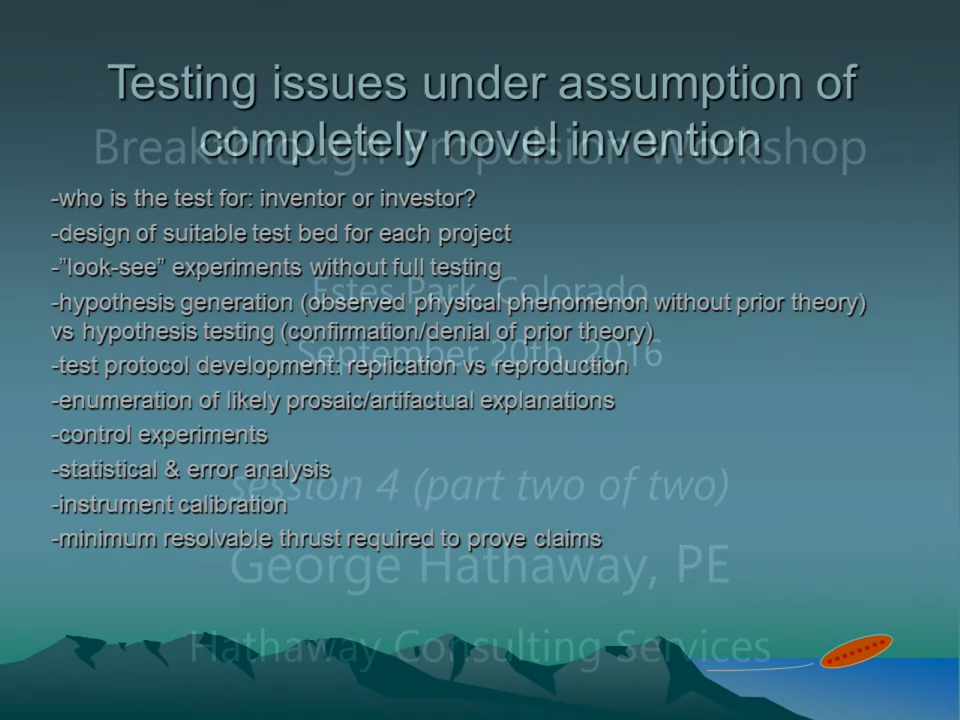 Testing issues under assumption of
completely novel invention
Breakthrough Propulsion Workshop
-who is the test for: inventor or investor?
-design of suitable test bed for each project
-”look-see” experiments without full testing
Estes Park, Colorado
-hypothesis generation (observed physical phenomenon without prior theory)
vs hypothesis testing (confirmation/denial of prior theory)
September 20th, 2016
-test protocol development: replication vs reproduction
-enumeration of likely prosaic/artifactual explanations
-control experiments
-statistical & error analysis
session 4 (part two of two)
-instrument calibration
-minimum resolvable thrust required to prove claims
George Hathaway, PE
Hathaway Consulting Services